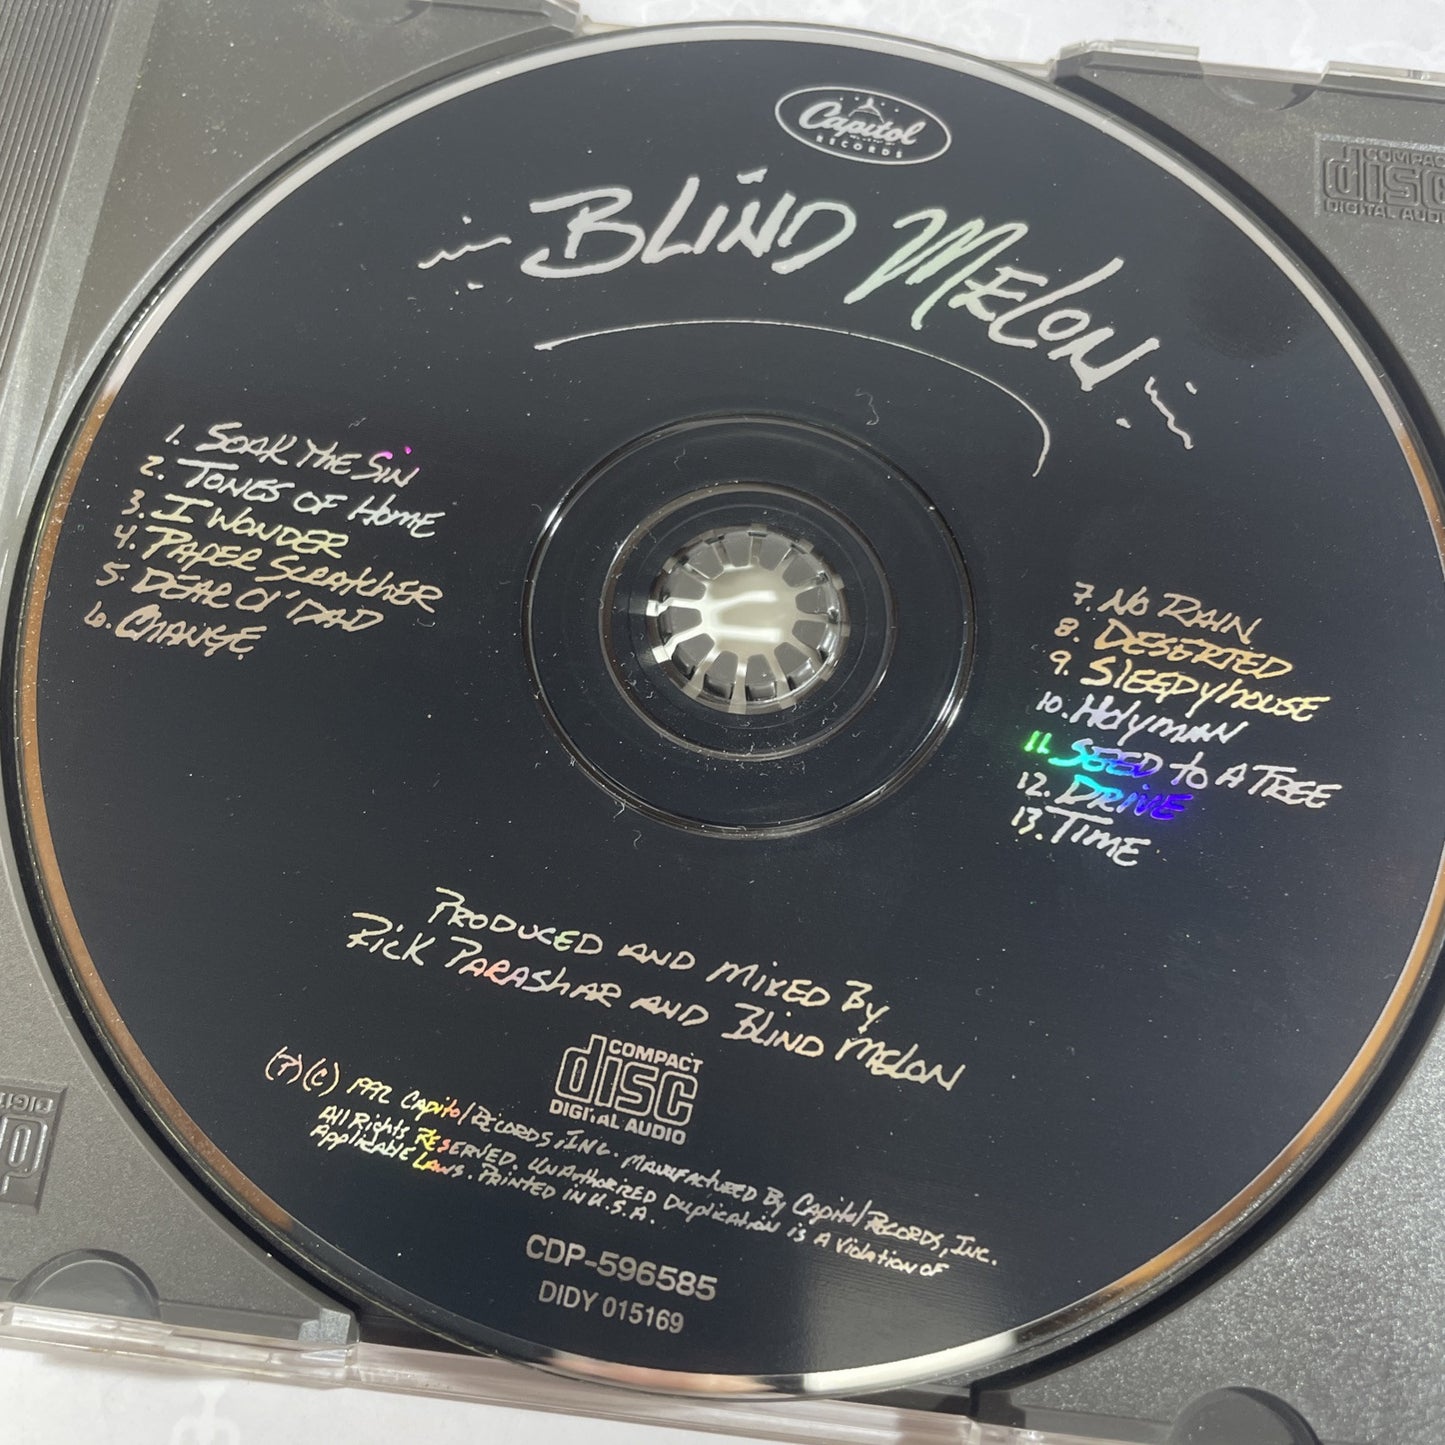 Capitol
RECORDS
BLIND MELON
1. SOAK THE SIN
2. TONES OF HOME
3. I WONDER
4. PAPER SCRATCHER
5. DEAR OL' DAD
6. CHANGE
7. NO RAIN
8. DESERTED
9. SLEEPYHOUSE
10. HOLYMAN
11. SEED TO A TREE
12. DRIVE
13. TIME
PRODUCED AND MIXED BY
RICK PARASHAR AND BLIND MELON
COMPACT
disc
DIGITAL AUDIO
(P)(C) 1992 Capitol RECORDS, INC. MANUFACTURED By Capitol RECORDS, INC.
All Rights RESERVED. UNAuthoRIZED Duplication is A Violation OF
Applicable LAWS. PRINTED IN U.S.A.
CDP-596585
DIDY 015169
COMPACT
disc
DIGITAL AUDIO